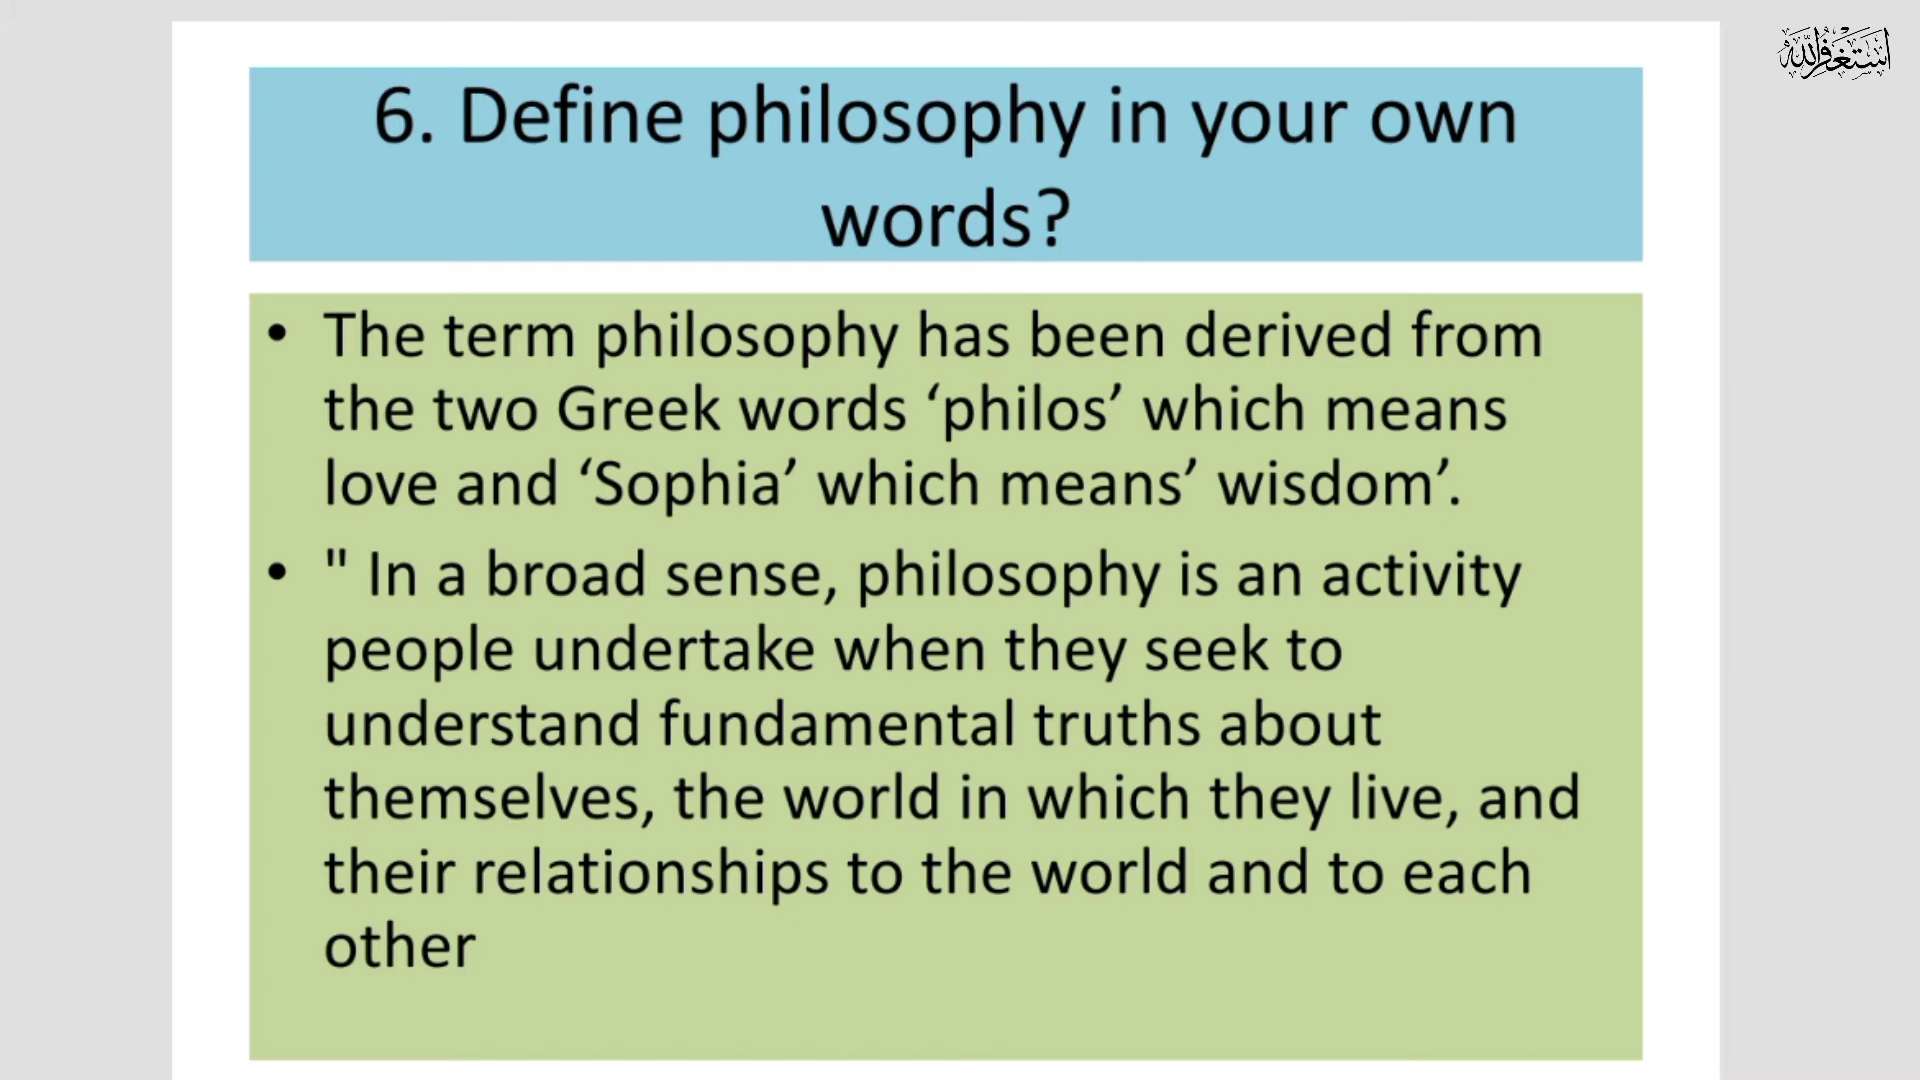 استغفر الله
6. Define philosophy in your own
words?
• The term philosophy has been derived from
the two Greek words ‘philos’ which means
love and ‘Sophia’ which means’ wisdom’.
• " In a broad sense, philosophy is an activity
people undertake when they seek to
understand fundamental truths about
themselves, the world in which they live, and
their relationships to the world and to each
other